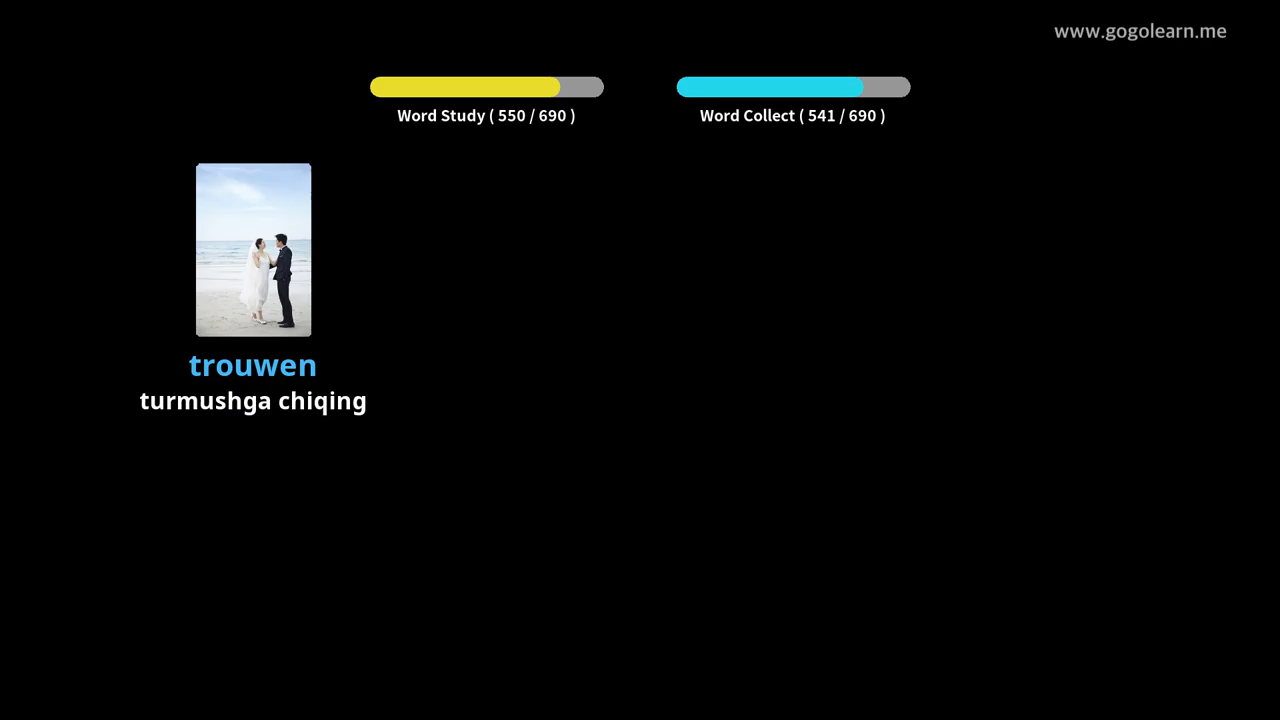 www.gogolearn.me
Word Study ( 550 / 690 )
Word Collect ( 541 / 690 )
trouwen
turmushga chiqing